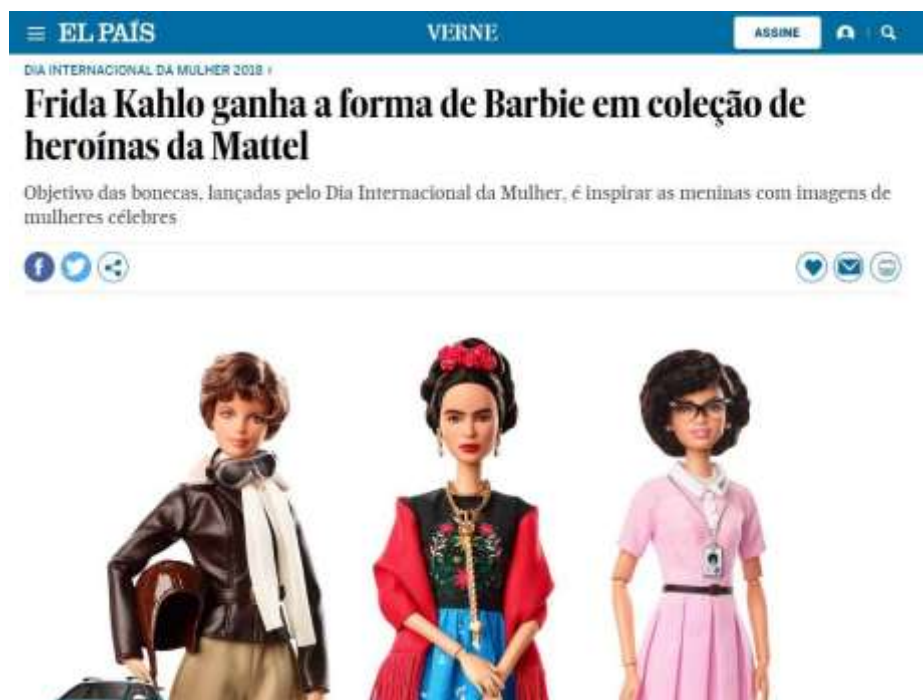 EL PAÍS
VERNE
ASSINE
DIA INTERNACIONAL DA MULHER 2018 ›
Frida Kahlo ganha a forma de Barbie em coleção de
heroínas da Mattel
Objetivo das bonecas, lançadas pelo Dia Internacional da Mulher, é inspirar as meninas com imagens de
mulheres célebres